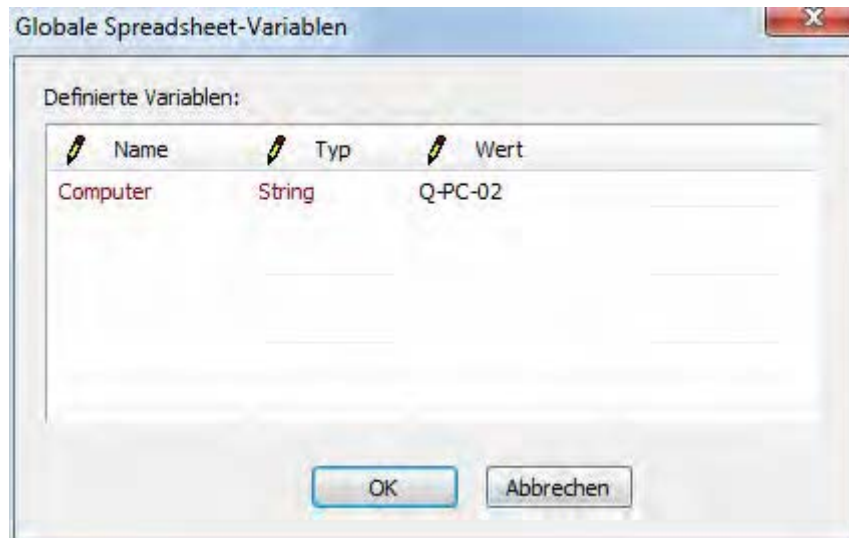 Globale Spreadsheet-Variablen
Definierte Variablen:
Name Typ Wert
Computer String Q-PC-02
OK Abbrechen